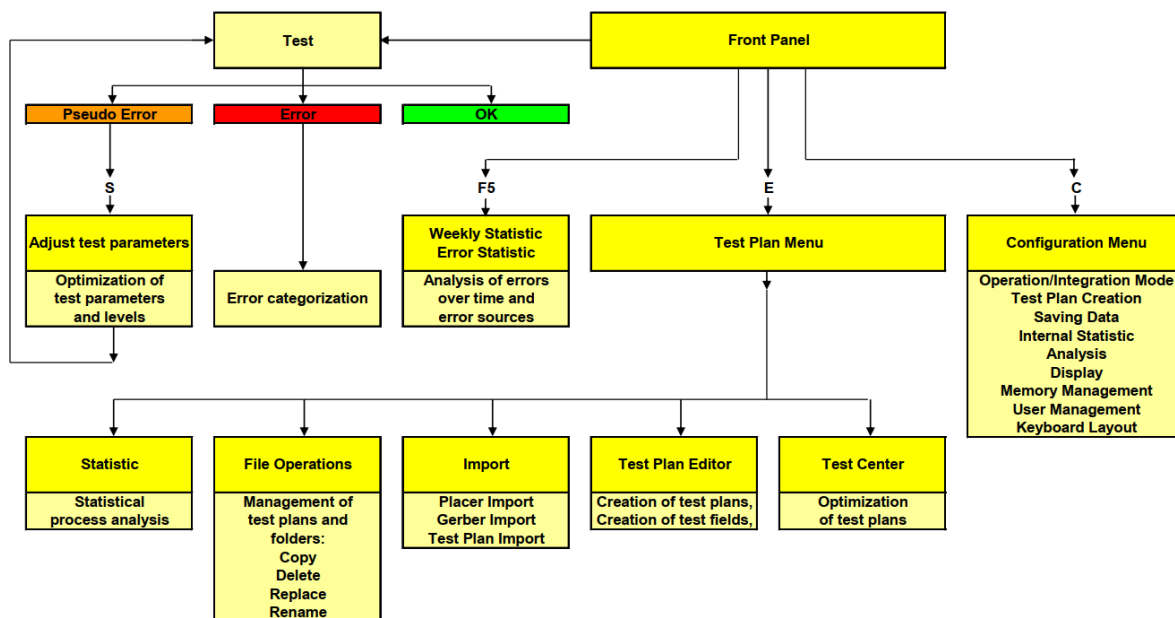 Test
Front Panel
Pseudo Error
Error
OK
S
F5
E
C
Adjust test parameters
Optimization of
test parameters
and levels
Error categorization
Weekly Statistic
Error Statistic
Analysis of errors
over time and
error sources
Test Plan Menu
Configuration Menu
Operation/Integration Mode
Test Plan Creation
Saving Data
Internal Statistic
Analysis
Display
Memory Management
User Management
Keyboard Layout
Statistic
Statistical
process analysis
File Operations
Management of
test plans and
folders:
Copy
Delete
Replace
Rename
Import
Placer Import
Gerber Import
Test Plan Import
Test Plan Editor
Creation of test plans,
Creation of test fields,
Test Center
Optimization
of test plans